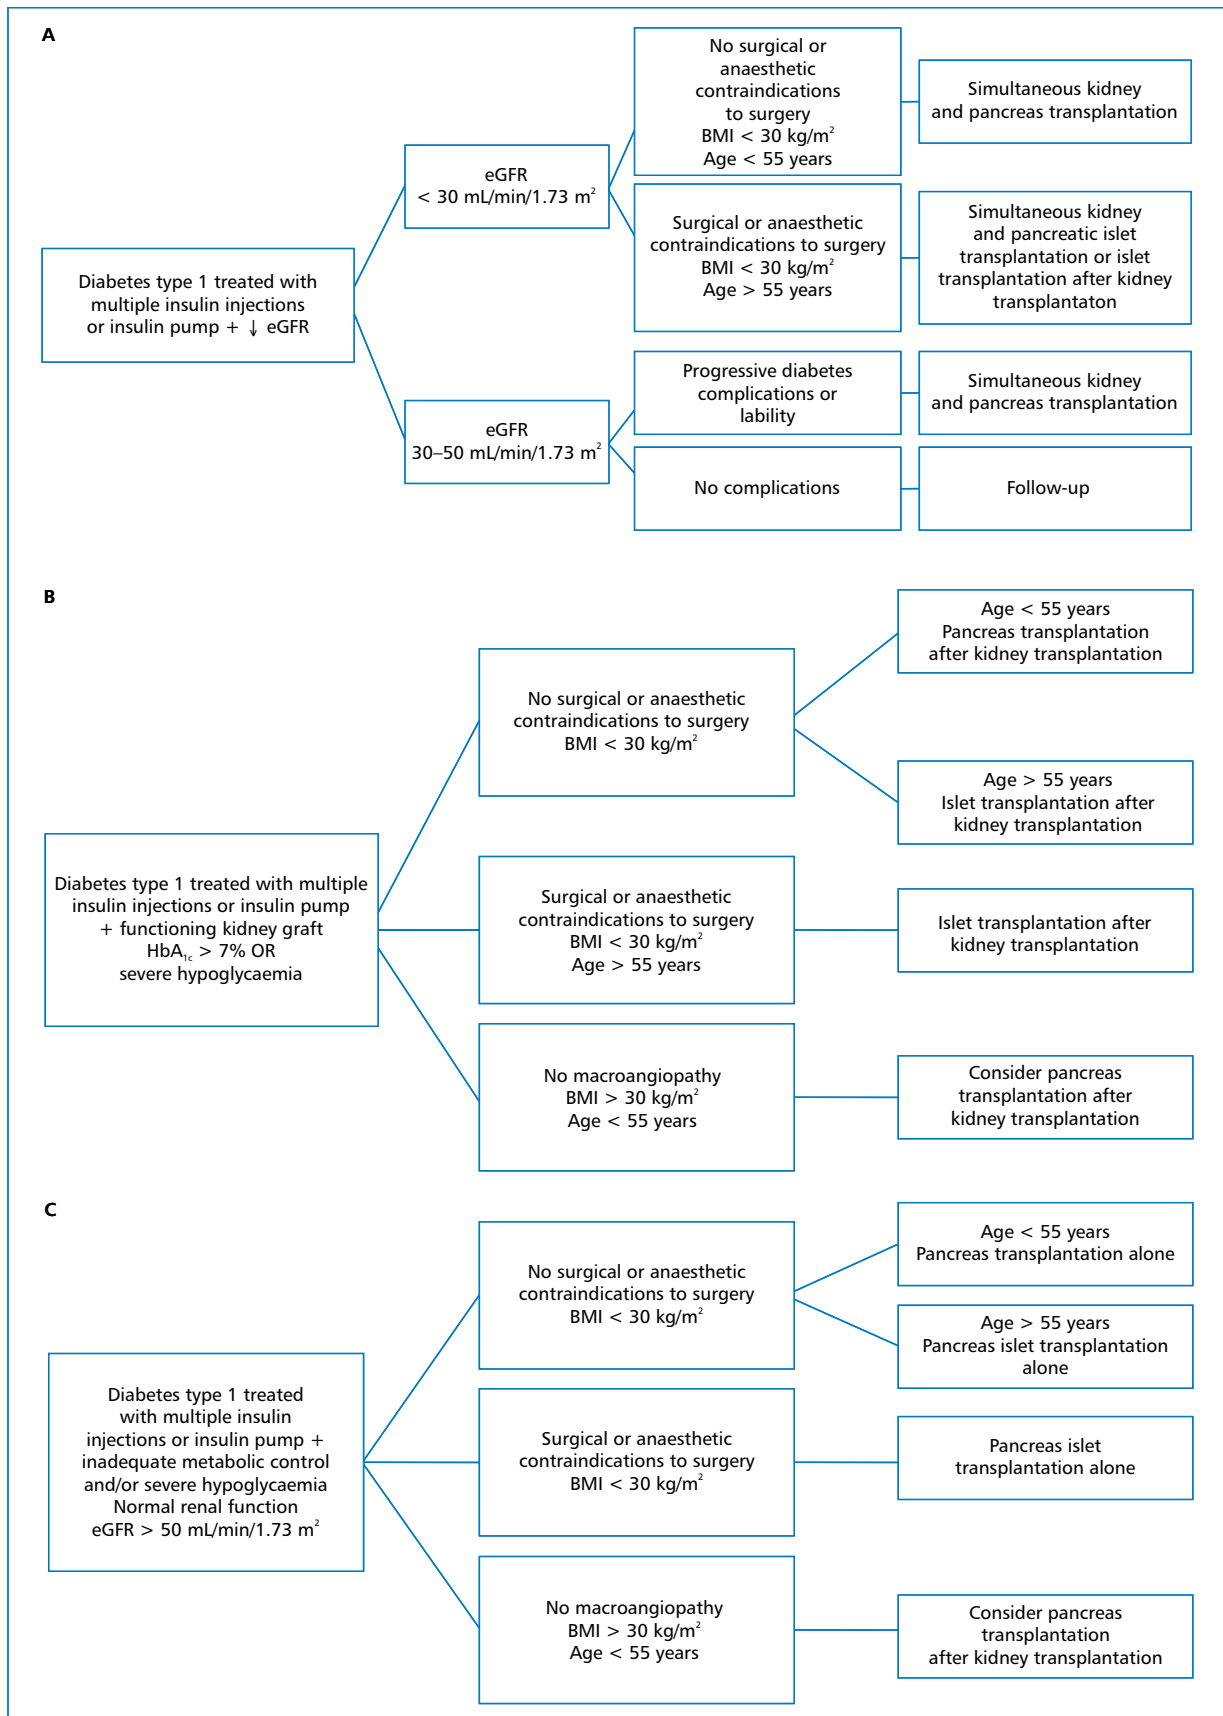 A
Diabetes type 1 treated with
multiple insulin injections
or insulin pump + ↓ eGFR
eGFR
< 30 mL/min/1.73 m²
No surgical or
anaesthetic
contraindications
to surgery
BMI < 30 kg/m²
Age < 55 years
Simultaneous kidney
and pancreas transplantation
Surgical or anaesthetic
contraindications to surgery
BMI < 30 kg/m²
Age > 55 years
Simultaneous kidney
and pancreatic islet
transplantation or islet
transplantation after kidney
transplantaton
eGFR
30–50 mL/min/1.73 m²
Progressive diabetes
complications or
lability
Simultaneous kidney
and pancreas transplantation
No complications
Follow-up
B
Diabetes type 1 treated with multiple
insulin injections or insulin pump
+ functioning kidney graft
HbA₁c > 7% OR
severe hypoglycaemia
No surgical or anaesthetic
contraindications to surgery
BMI < 30 kg/m²
Age < 55 years
Pancreas transplantation
after kidney transplantation
Age > 55 years
Islet transplantation after
kidney transplantation
Surgical or anaesthetic
contraindications to surgery
BMI < 30 kg/m²
Age > 55 years
Islet transplantation after
kidney transplantation
No macroangiopathy
BMI > 30 kg/m²
Age < 55 years
Consider pancreas
transplantation after
kidney transplantation
C
Diabetes type 1 treated
with multiple insulin
injections or insulin pump +
inadequate metabolic control
and/or severe hypoglycaemia
Normal renal function
eGFR > 50 mL/min/1.73 m²
No surgical or anaesthetic
contraindications to surgery
BMI < 30 kg/m²
Age < 55 years
Pancreas transplantation alone
Age > 55 years
Pancreas islet transplantation
alone
Surgical or anaesthetic
contraindications to surgery
BMI < 30 kg/m²
Pancreas islet
transplantation alone
No macroangiopathy
BMI > 30 kg/m²
Age < 55 years
Consider pancreas
transplantation
after kidney transplantation